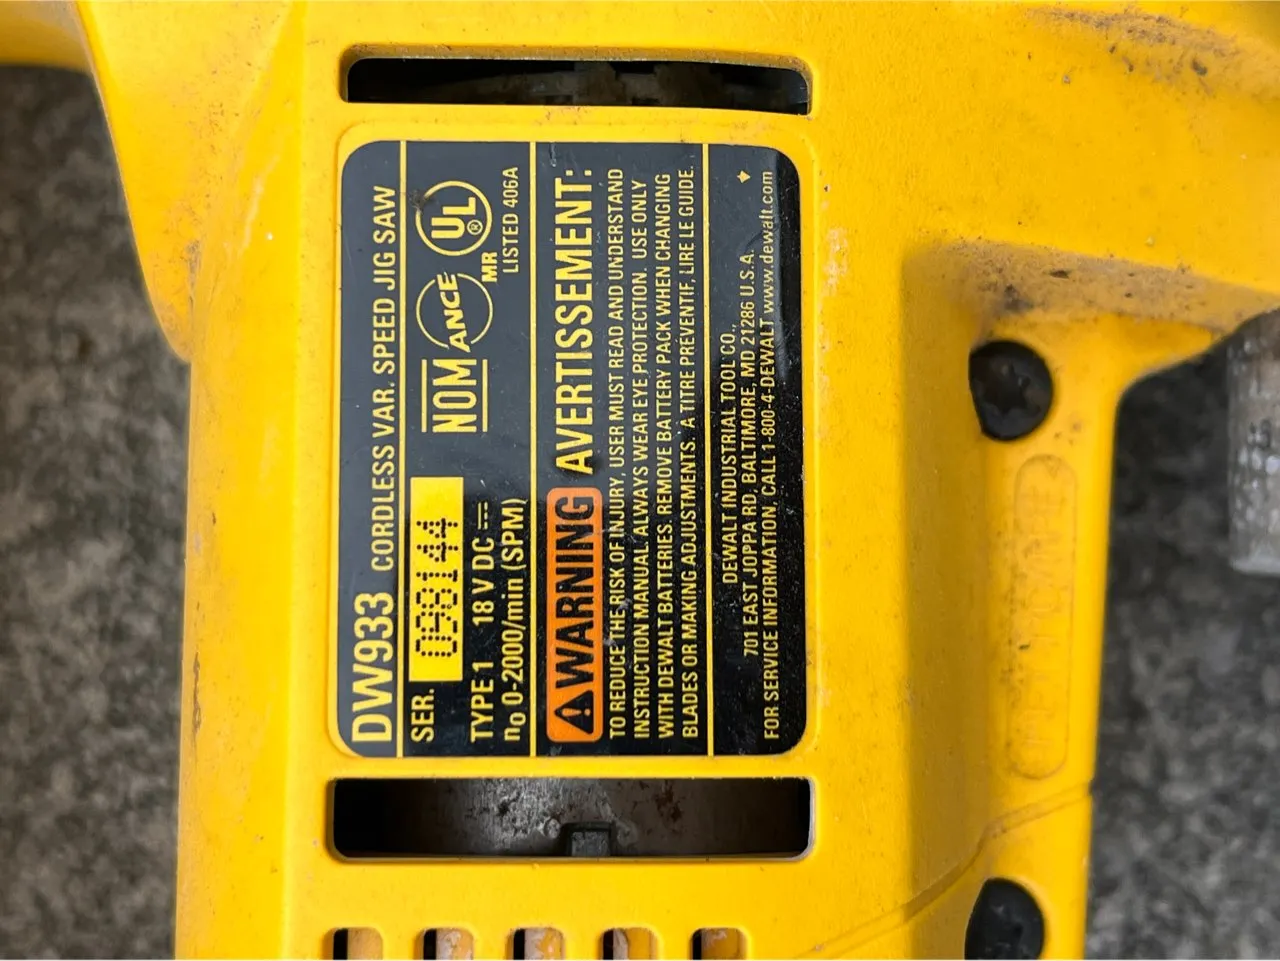 DW933 CORDLESS VAR. SPEED JIG SAW
SER. 098144
TYPE 1 18 V DC
n₀ 0-2000/min (SPM)
NOM ANCE MR
UL ®
LISTED 406A
WARNING AVERTISSEMENT:
TO REDUCE THE RISK OF INJURY, USER MUST READ AND UNDERSTAND
INSTRUCTION MANUAL. ALWAYS WEAR EYE PROTECTION. USE ONLY
WITH DEWALT BATTERIES. REMOVE BATTERY PACK WHEN CHANGING
BLADES OR MAKING ADJUSTMENTS. A TITRE PRÉVENTIF, LIRE LE GUIDE.
DEWALT INDUSTRIAL TOOL CO.,
701 EAST JOPPA RD, BALTIMORE, MD 21286 U.S.A.
FOR SERVICE INFORMATION, CALL 1-800-4-DEWALT www.dewalt.com